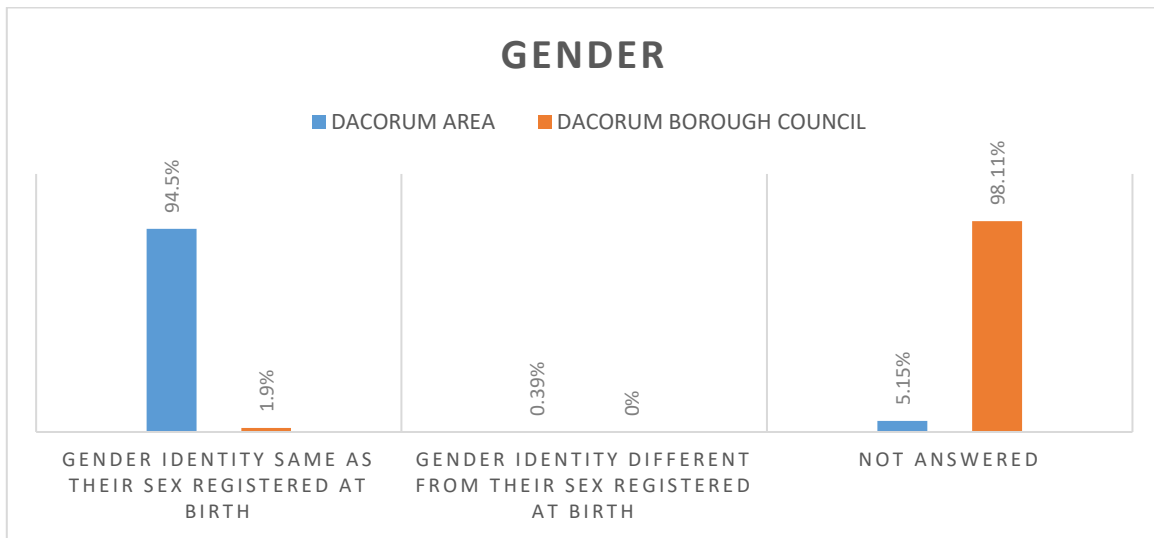 GENDER
DACORUM AREA
DACORUM BOROUGH COUNCIL
94.5%
1.9%
0.39%
0%
5.15%
98.11%
GENDER IDENTITY SAME AS
THEIR SEX REGISTERED AT
BIRTH
GENDER IDENTITY DIFFERENT
FROM THEIR SEX REGISTERED
AT BIRTH
NOT ANSWERED